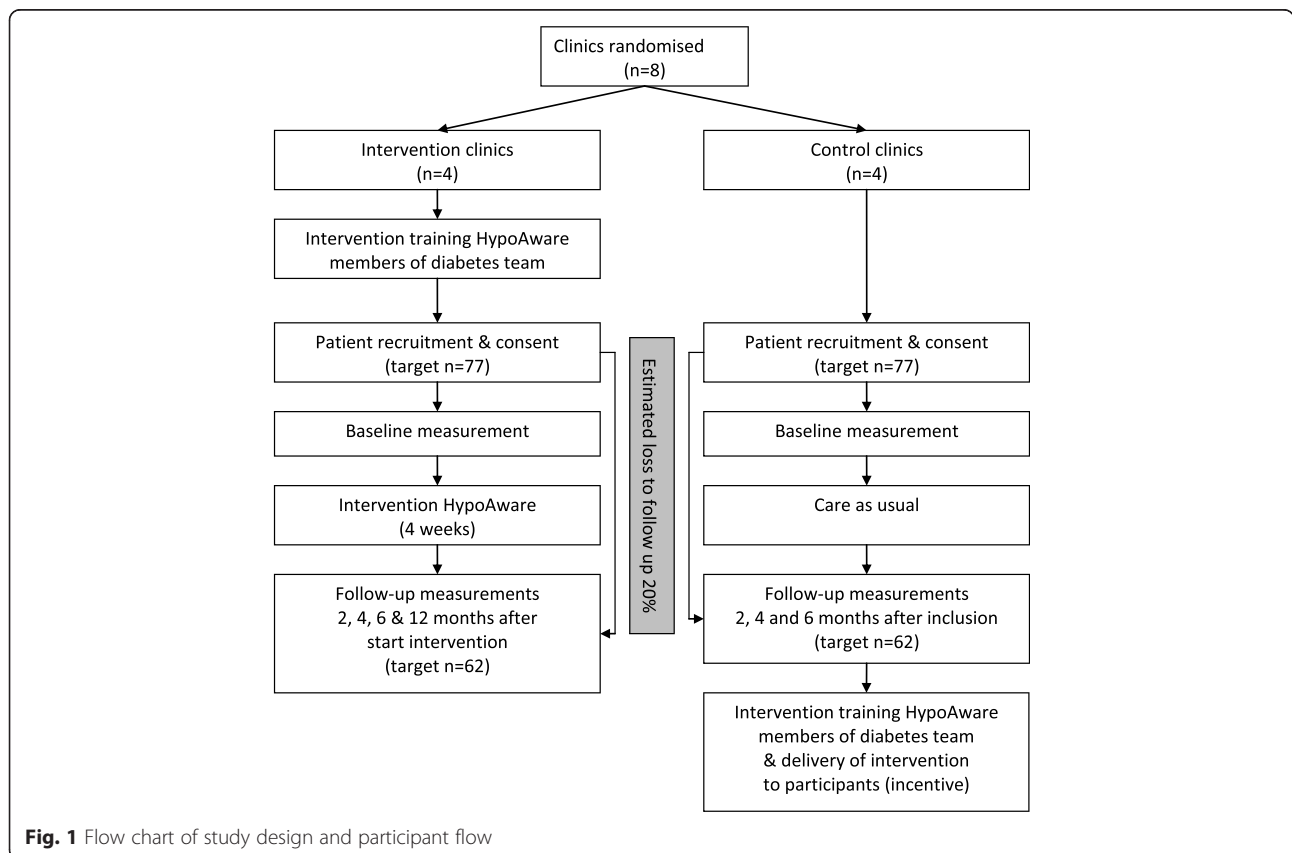 Clinics randomised
(n=8)
Intervention clinics
(n=4)
Control clinics
(n=4)
Intervention training HypoAware
members of diabetes team
Patient recruitment & consent
(target n=77)
Patient recruitment & consent
(target n=77)
Estimated loss to follow up 20%
Baseline measurement
Baseline measurement
Intervention HypoAware
(4 weeks)
Care as usual
Follow-up measurements
2, 4, 6 & 12 months after
start intervention
(target n=62)
Follow-up measurements
2, 4 and 6 months after inclusion
(target n=62)
Intervention training HypoAware
members of diabetes team
& delivery of intervention
to participants (incentive)
Fig. 1 Flow chart of study design and participant flow